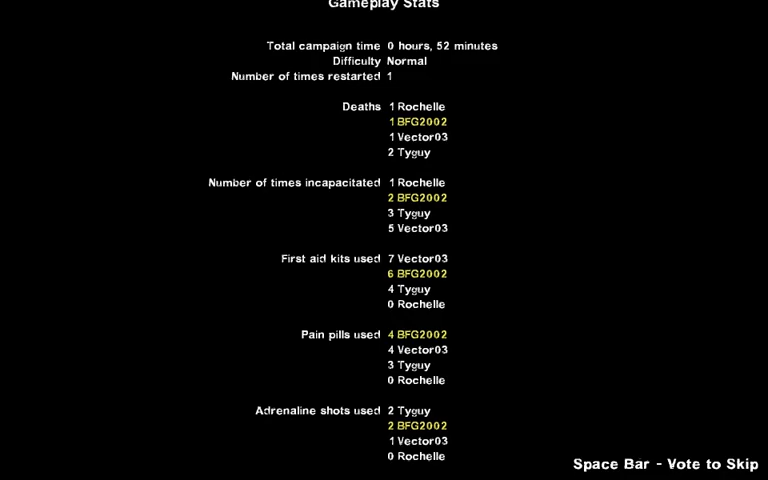 Gameplay Stats
Total campaign time 0 hours, 52 minutes
Difficulty Normal
Number of times restarted 1
Deaths 1 Rochelle
1 BFG2002
1 Vector03
2 Tyguy
Number of times incapacitated 1 Rochelle
2 BFG2002
3 Tyguy
5 Vector03
First aid kits used 7 Vector03
6 BFG2002
4 Tyguy
0 Rochelle
Pain pills used 4 BFG2002
4 Vector03
3 Tyguy
0 Rochelle
Adrenaline shots used 2 Tyguy
2 BFG2002
1 Vector03
0 Rochelle
Space Bar - Vote to Skip